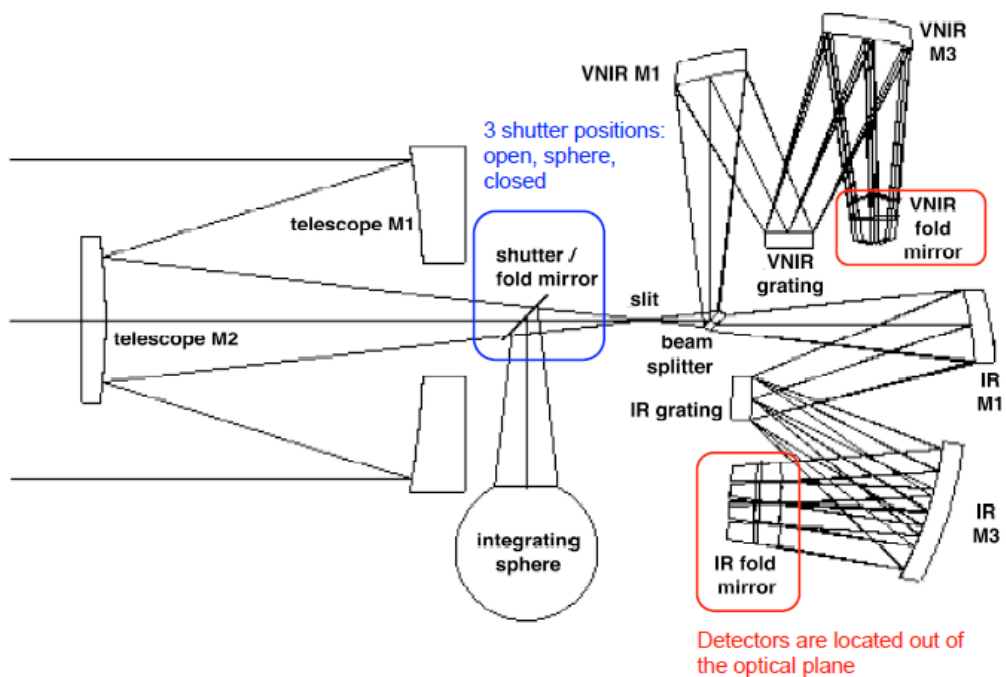 VNIR M1
VNIR
M3
3 shutter positions:
open, sphere,
closed
telescope M1
shutter /
fold mirror
VNIR
fold
mirror
VNIR
grating
slit
telescope M2
beam
splitter
IR
M1
IR grating
integrating
sphere
IR
M3
IR fold
mirror
Detectors are located out of
the optical plane